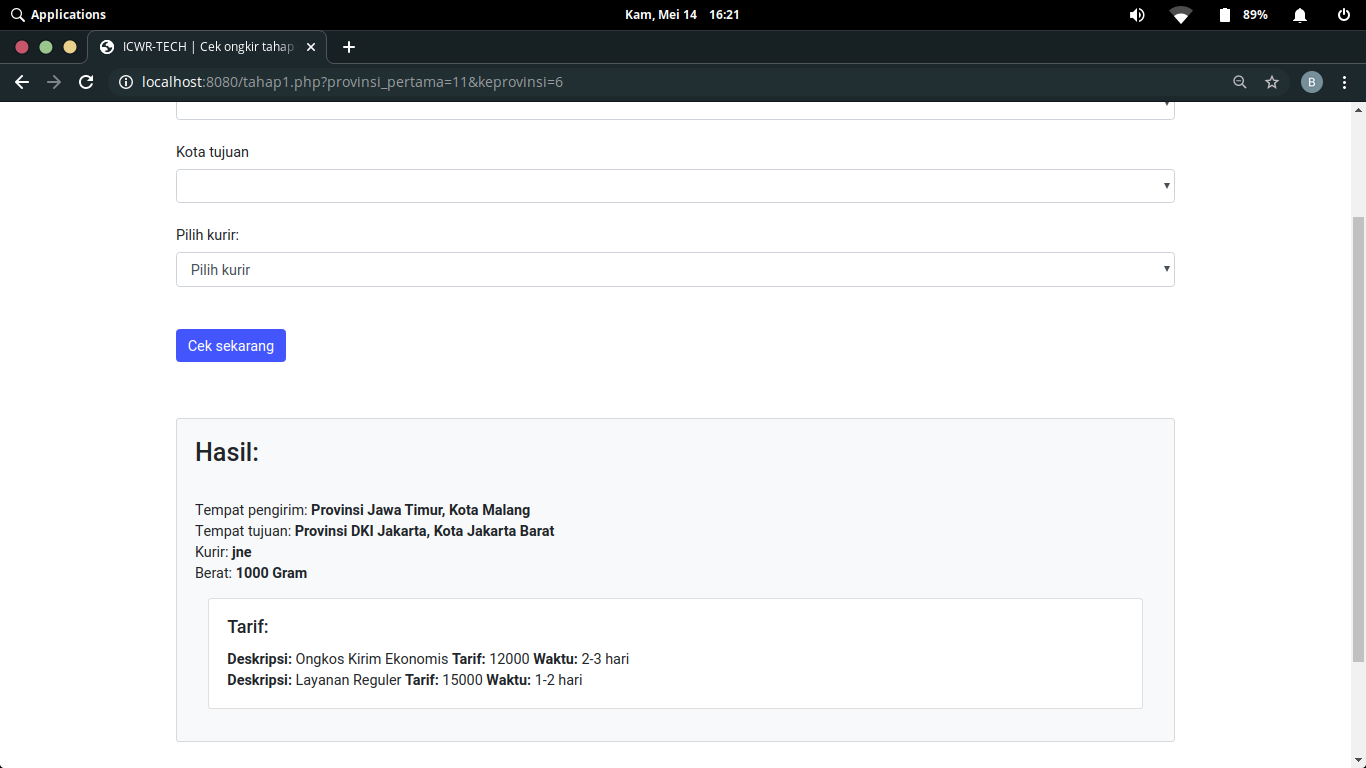 Applications
Kam, Mei 14 16:21
89%
ICWR-TECH | Cek ongkir tahap
localhost:8080/tahap1.php?provinsi_pertama=11&keprovinsi=6
B
Kota tujuan
Pilih kurir:
Pilih kurir
Cek sekarang
Hasil:
Tempat pengirim: Provinsi Jawa Timur, Kota Malang
Tempat tujuan: Provinsi DKI Jakarta, Kota Jakarta Barat
Kurir: jne
Berat: 1000 Gram
Tarif:
Deskripsi: Ongkos Kirim Ekonomis Tarif: 12000 Waktu: 2-3 hari
Deskripsi: Layanan Reguler Tarif: 15000 Waktu: 1-2 hari